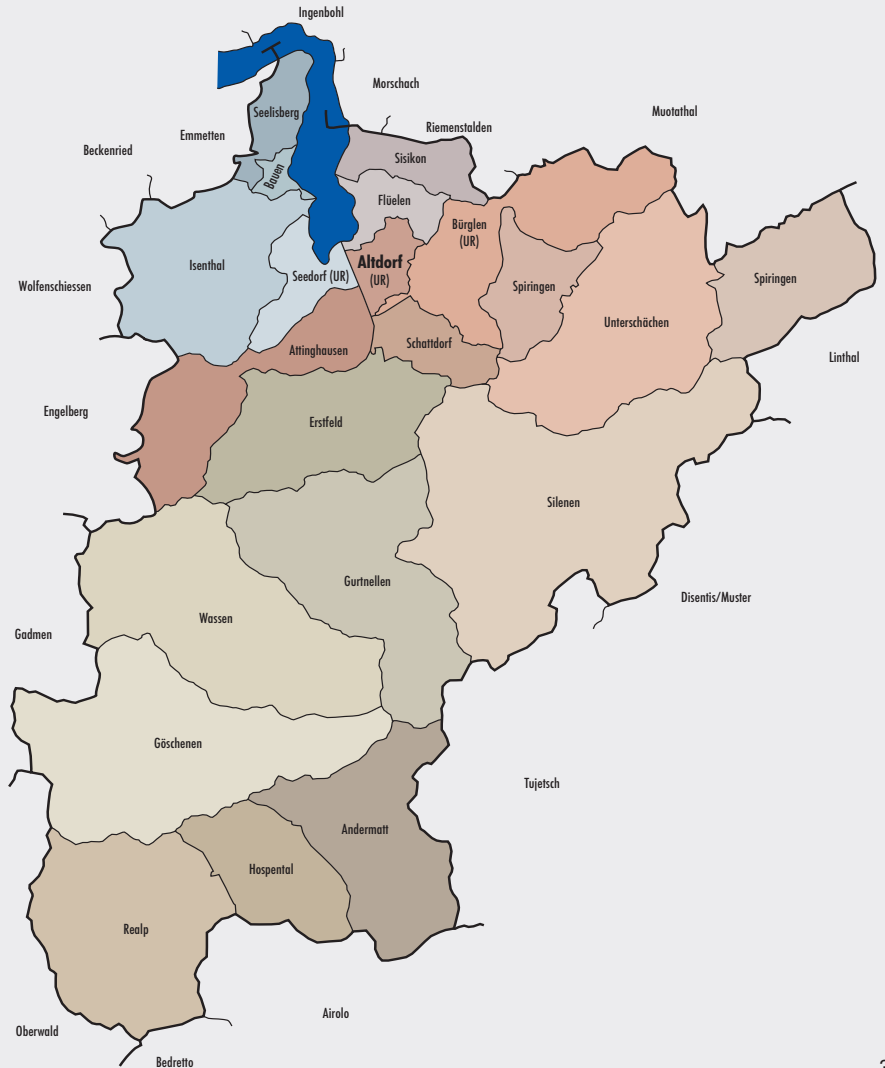 Ingenbohl
Morschach
Seelisberg
Muotathal
Riemenstalden
Emmetten
Beckenried
Sisikon
Bauen
Flüelen
Bürglen
(UR)
Altdorf
(UR)
Isenthal
Seedorf (UR)
Spiringen
Spiringen
Wolfenschiessen
Unterschächen
Schattdorf
Attinghausen
Linthal
Engelberg
Erstfeld
Silenen
Gurtnellen
Disentis/Muster
Wassen
Gadmen
Göschenen
Tujetsch
Andermatt
Hospental
Realp
Airolo
Oberwald
Bedretto